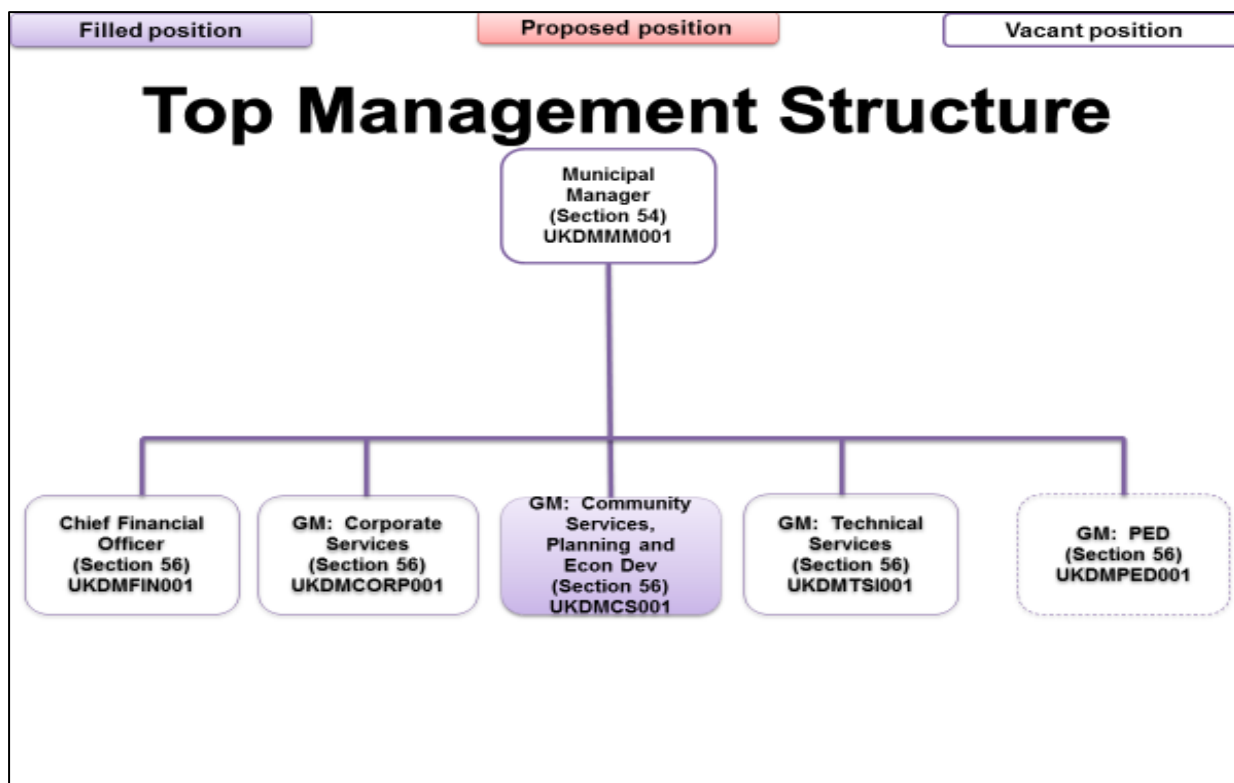 Filled position
Proposed position
Vacant position
Top Management Structure
Municipal
Manager
(Section 54)
UKDMMM001
Chief Financial
Officer
(Section 56)
UKDMFIN001
GM: Corporate
Services
(Section 56)
UKDMCORP001
GM: Community
Services,
Planning and
Econ Dev
(Section 56)
UKDMCS001
GM: Technical
Services
(Section 56)
UKDMTSI001
GM: PED
(Section 56)
UKDMPED001